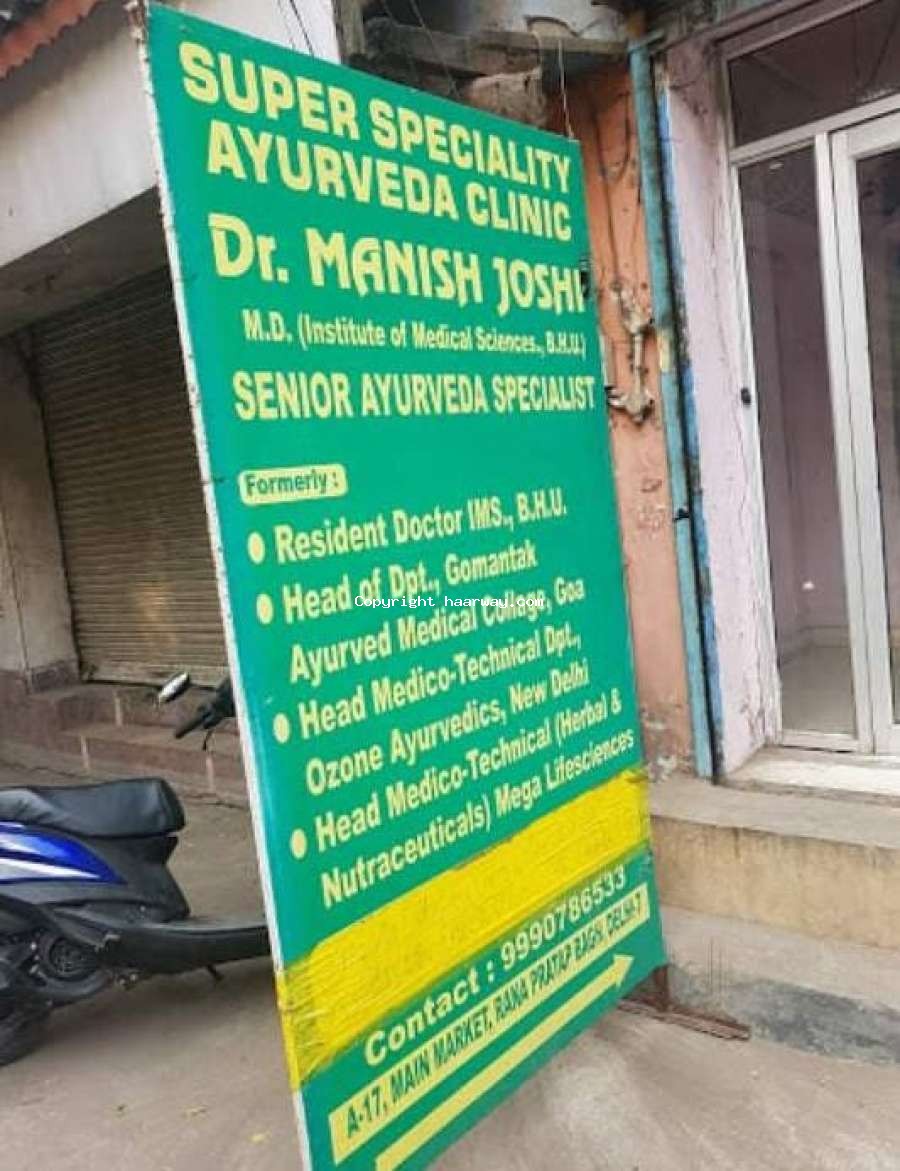 SUPER SPECIALITY
AYURVEDA CLINIC
Dr. MANISH JOSHI
M.D. (Institute of Medical Sciences., B.H.U.)
SENIOR AYURVEDA SPECIALIST
Formerly :
● Resident Doctor IMS., B.H.U.
● Head of Dpt., Gomantak
Ayurved Medical College, Goa
● Head Medico-Technical Dpt.,
Ozone Ayurvedics, New Delhi
● Head Medico-Technical (Herbal &
Nutraceuticals) Mega Lifesciences
Contact : 9990786533
A-17, MAIN MARKET, RANA PRATAP BAGH, DELHI-7
Copyright haarway.com